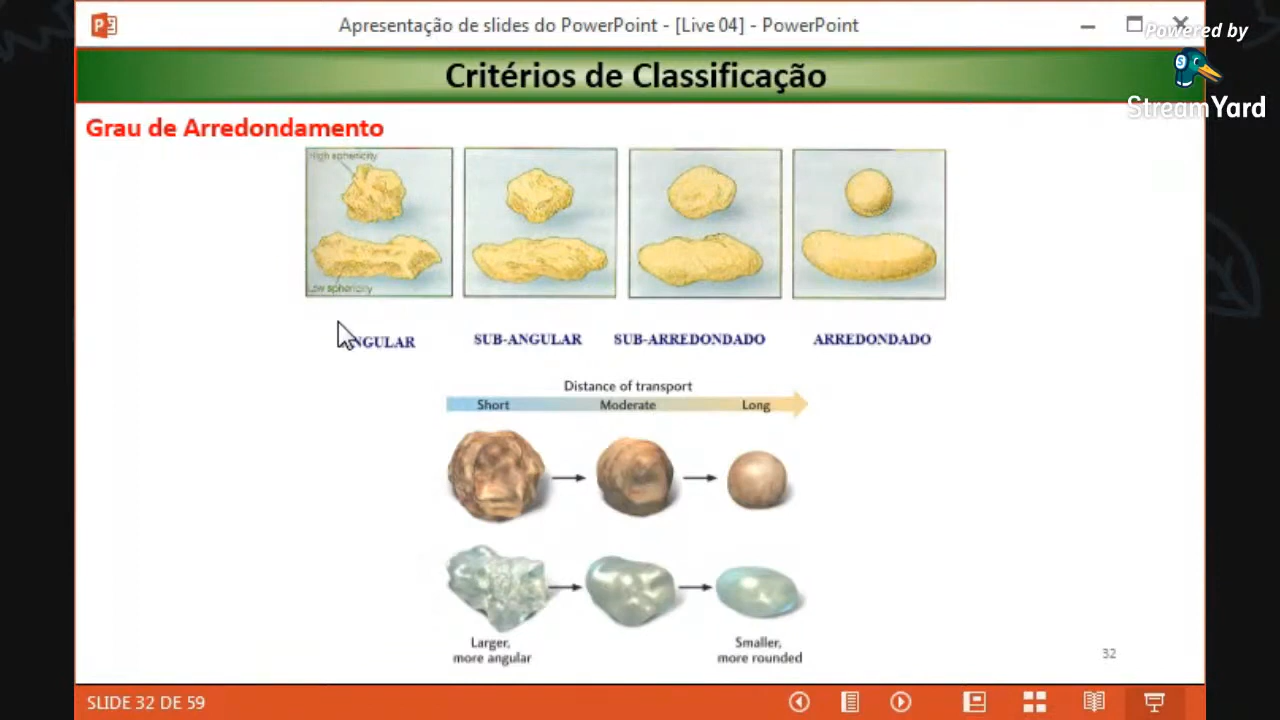 Apresentação de slides do PowerPoint - [Live 04] - PowerPoint
Powered by
StreamYard
Critérios de Classificação
Grau de Arredondamento
High sphericity
Low sphericity
NGULAR
SUB-ANGULAR
SUB-ARREDONDADO
ARREDONDADO
Distance of transport
Short
Moderate
Long
Larger,
more angular
Smaller,
more rounded
32
SLIDE 32 DE 59